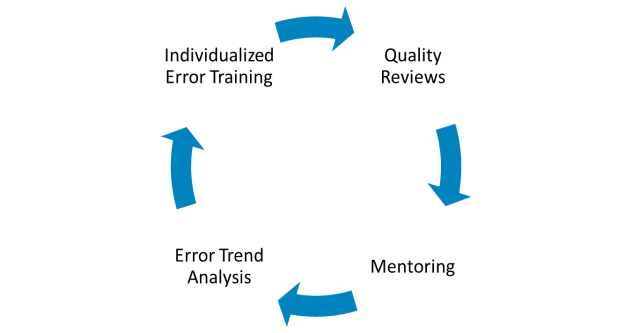 Individualized
Error Training
Quality
Reviews
Mentoring
Error Trend
Analysis